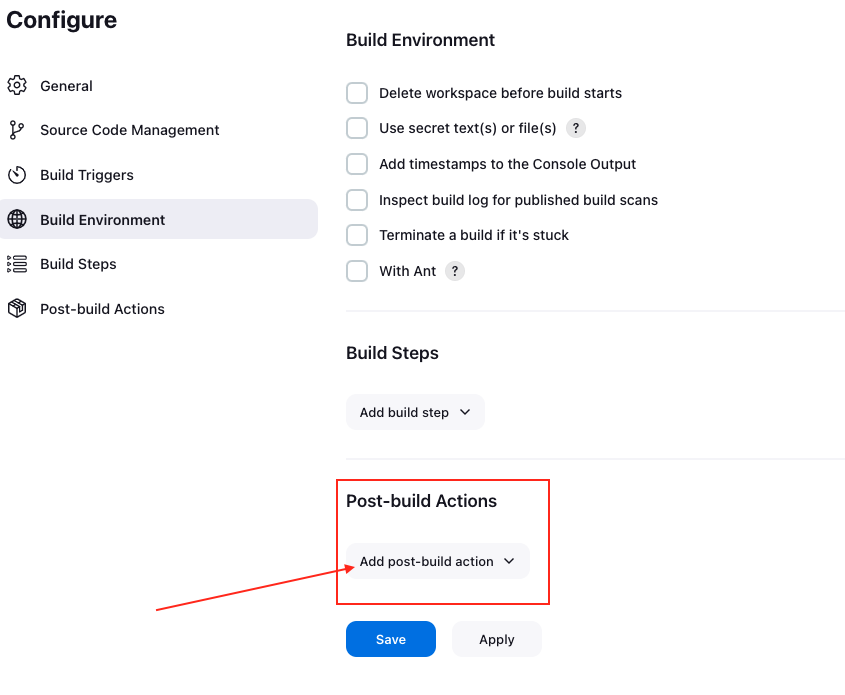 Configure
General
Source Code Management
Build Triggers
Build Environment
Build Steps
Post-build Actions
Build Environment
Delete workspace before build starts
Use secret text(s) or file(s) ?
Add timestamps to the Console Output
Inspect build log for published build scans
Terminate a build if it's stuck
With Ant ?
Build Steps
Add build step
Post-build Actions
Add post-build action
Save Apply